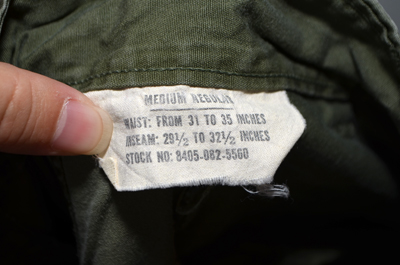 MEDIUM REGULAR
WAIST: FROM 31 TO 35 INCHES
INSEAM: 29½ TO 32½ INCHES
STOCK NO: 8405-082-5560